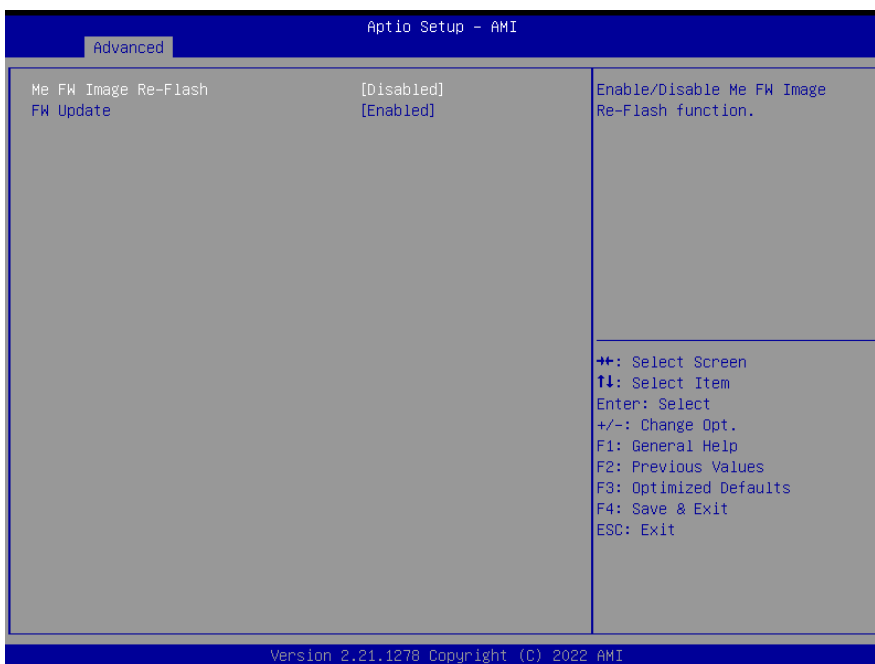 Aptio Setup – AMI
Advanced
Me FW Image Re-Flash [Disabled]
FW Update [Enabled]
Enable/Disable Me FW Image
Re-Flash function.
→←: Select Screen
↑↓: Select Item
Enter: Select
+/-: Change Opt.
F1: General Help
F2: Previous Values
F3: Optimized Defaults
F4: Save & Exit
ESC: Exit
Version 2.21.1278 Copyright (C) 2022 AMI